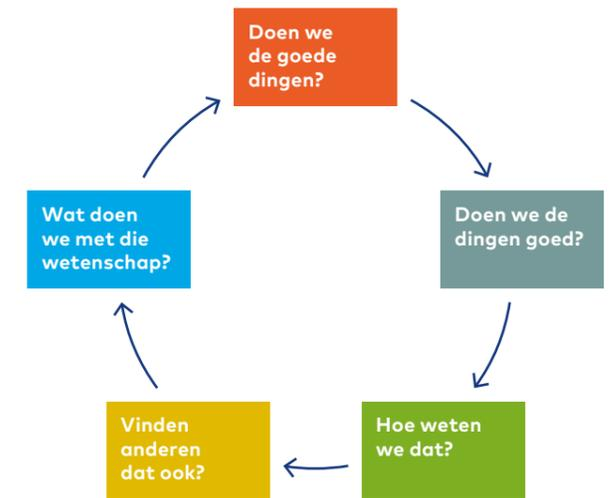 Doen we
de goede
dingen?
Doen we de
dingen goed?
Hoe weten
we dat?
Vinden
anderen
dat ook?
Wat doen
we met die
wetenschap?